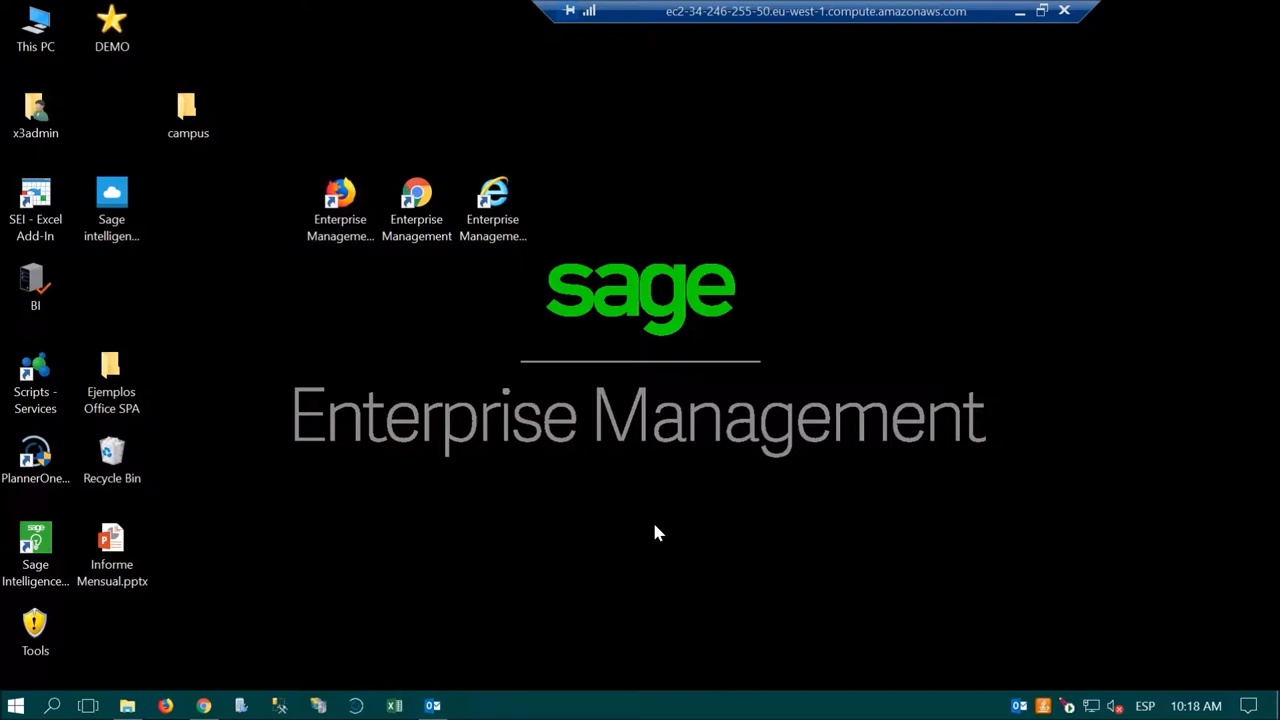 ec2-34-246-255-50.eu-west-1.compute.amazonaws.com
This PC
DEMO
x3admin
campus
SEI - Excel
Add-In
Sage
intelligen...
Enterprise
Manageme...
Enterprise
Management
Enterprise
Manageme...
BI
sage
Enterprise Management
Scripts -
Services
Ejemplos
Office SPA
PlannerOne...
Recycle Bin
sage
Sage
Intelligence...
Informe
Mensual.pptx
Tools
ESP
10:18 AM